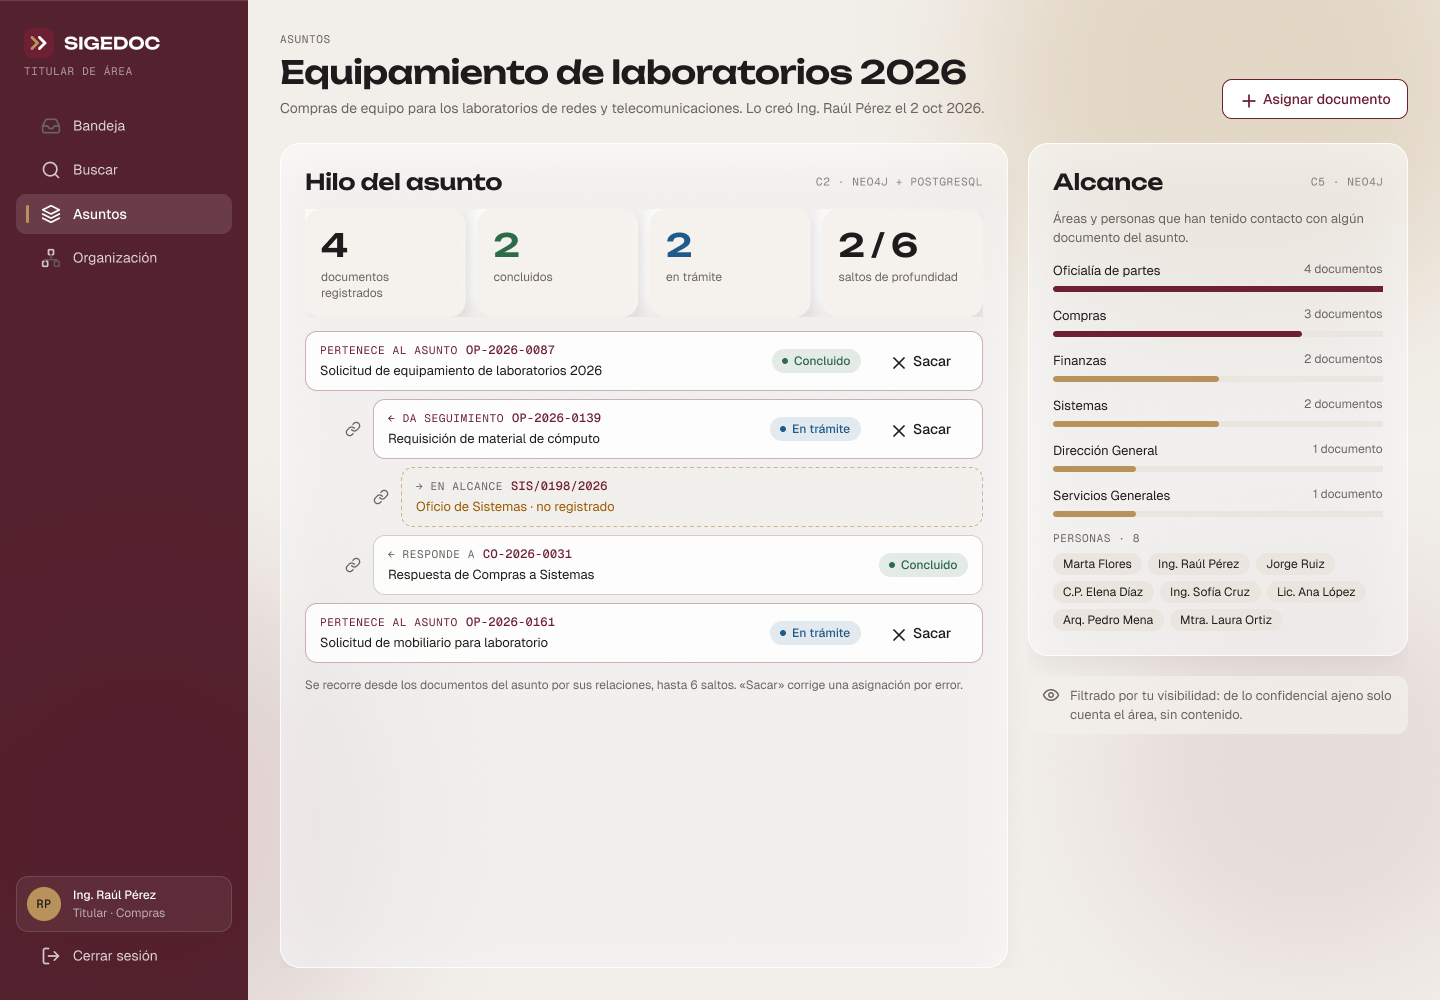 SIGEDOC
TITULAR DE ÁREA
Bandeja
Buscar
Asuntos
Organización
RP
Ing. Raúl Pérez
Titular · Compras
Cerrar sesión
ASUNTOS
Equipamiento de laboratorios 2026
Compras de equipo para los laboratorios de redes y telecomunicaciones. Lo creó Ing. Raúl Pérez el 2 oct 2026.
Asignar documento
Hilo del asunto
C2 · NEO4J + POSTGRESQL
4
documentos
registrados
2
concluidos
2
en trámite
2 / 6
saltos de profundidad
PERTENECE AL ASUNTO OP-2026-0087
Solicitud de equipamiento de laboratorios 2026
Concluido
Sacar
← DA SEGUIMIENTO OP-2026-0139
Requisición de material de cómputo
En trámite
Sacar
→ EN ALCANCE SIS/0198/2026
Oficio de Sistemas · no registrado
← RESPONDE A CO-2026-0031
Respuesta de Compras a Sistemas
Concluido
PERTENECE AL ASUNTO OP-2026-0161
Solicitud de mobiliario para laboratorio
En trámite
Sacar
Se recorre desde los documentos del asunto por sus relaciones, hasta 6 saltos. «Sacar» corrige una asignación por error.
Alcance
C5 · NEO4J
Áreas y personas que han tenido contacto con algún
documento del asunto.
Oficialía de partes
4 documentos
Compras
3 documentos
Finanzas
2 documentos
Sistemas
2 documentos
Dirección General
1 documento
Servicios Generales
1 documento
PERSONAS · 8
Marta Flores
Ing. Raúl Pérez
Jorge Ruiz
C.P. Elena Díaz
Ing. Sofía Cruz
Lic. Ana López
Arq. Pedro Mena
Mtra. Laura Ortiz
Filtrado por tu visibilidad: de lo confidencial ajeno solo
cuenta el área, sin contenido.